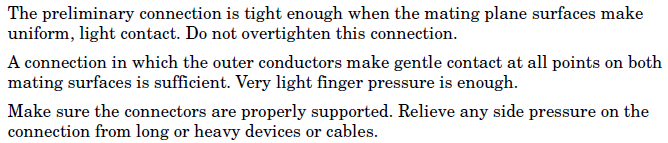 The preliminary connection is tight enough when the mating plane surfaces make
uniform, light contact. Do not overtighten this connection.
A connection in which the outer conductors make gentle contact at all points on both
mating surfaces is sufficient. Very light finger pressure is enough.
Make sure the connectors are properly supported. Relieve any side pressure on the
connection from long or heavy devices or cables.